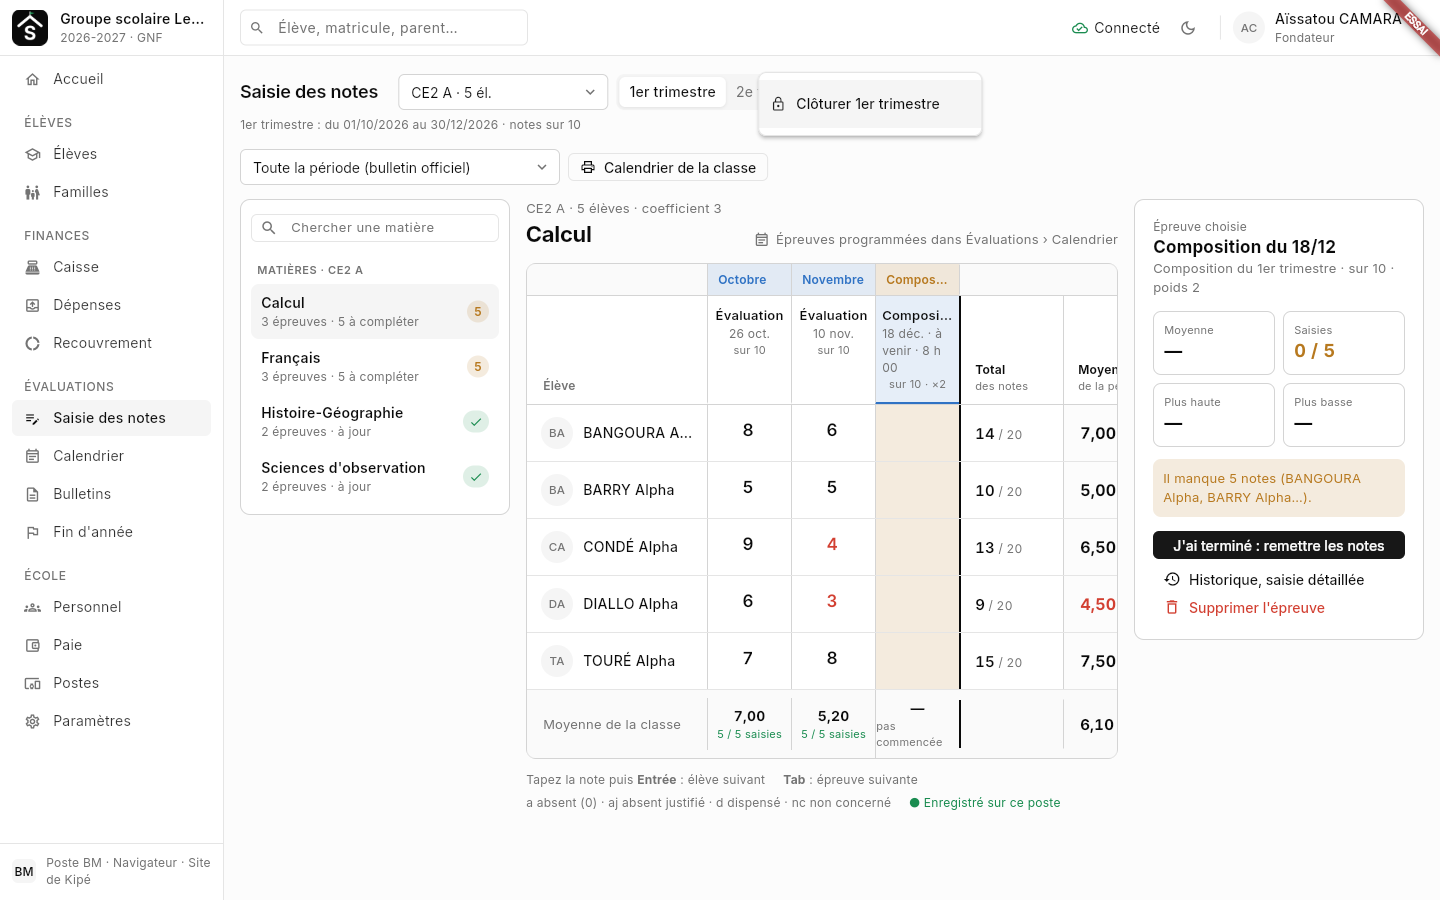 Groupe scolaire Le...
2026-2027 · GNF
Élève, matricule, parent...
Connecté
AC
Aïssatou CAMARA
Fondateur
ESSAI
Accueil
ÉLÈVES
Élèves
Familles
FINANCES
Caisse
Dépenses
Recouvrement
ÉVALUATIONS
Saisie des notes
Calendrier
Bulletins
Fin d'année
ÉCOLE
Personnel
Paie
Postes
Paramètres
BM
Poste BM · Navigateur · Site
de Kipé
Saisie des notes
CE2 A · 5 él.
1er trimestre
2e
Clôturer 1er trimestre
1er trimestre : du 01/10/2026 au 30/12/2026 · notes sur 10
Toute la période (bulletin officiel)
Calendrier de la classe
Chercher une matière
MATIÈRES · CE2 A
Calcul
3 épreuves · 5 à compléter
5
Français
3 épreuves · 5 à compléter
5
Histoire-Géographie
2 épreuves · à jour
Sciences d'observation
2 épreuves · à jour
CE2 A · 5 élèves · coefficient 3
Calcul
Épreuves programmées dans Évaluations › Calendrier
Octobre Novembre Compos...
Élève
Évaluation
26 oct.
sur 10
Évaluation
10 nov.
sur 10
Composi...
18 déc. · à
venir · 8 h
00
sur 10 · ×2
Total
des notes
Moyen
de la p
BA BANGOURA A... 8 6 14 / 20 7,00
BA BARRY Alpha 5 5 10 / 20 5,00
CA CONDÉ Alpha 9 4 13 / 20 6,50
DA DIALLO Alpha 6 3 9 / 20 4,50
TA TOURÉ Alpha 7 8 15 / 20 7,50
Moyenne de la classe
7,00
5 / 5 saisies
5,20
5 / 5 saisies
—
pas
commencée
6,10
Tapez la note puis Entrée : élève suivant Tab : épreuve suivante
a absent (0) · aj absent justifié · d dispensé · nc non concerné
Enregistré sur ce poste
Épreuve choisie
Composition du 18/12
Composition du 1er trimestre · sur 10 ·
poids 2
Moyenne
—
Saisies
0 / 5
Plus haute
—
Plus basse
—
Il manque 5 notes (BANGOURA
Alpha, BARRY Alpha...).
J'ai terminé : remettre les notes
Historique, saisie détaillée
Supprimer l'épreuve